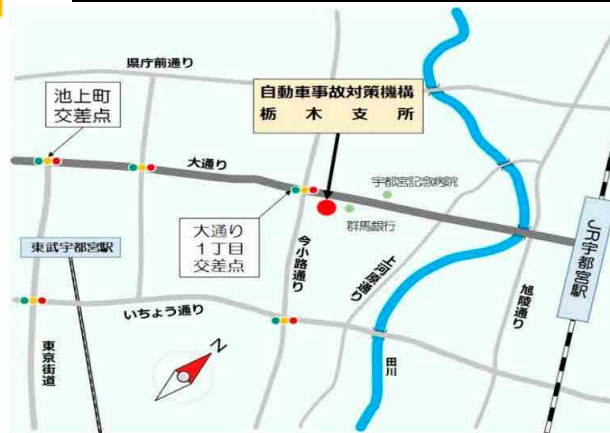 県庁前通り
池上町
交差点
自動車事故対策機構
栃木支所
大通り
宇都宮記念病院
群馬銀行
大通り
1丁目
交差点
東武宇都宮駅
今小路通り
上河原通り
JR宇都宮駅
旭陵通り
いちょう通り
東京街道
田川
N